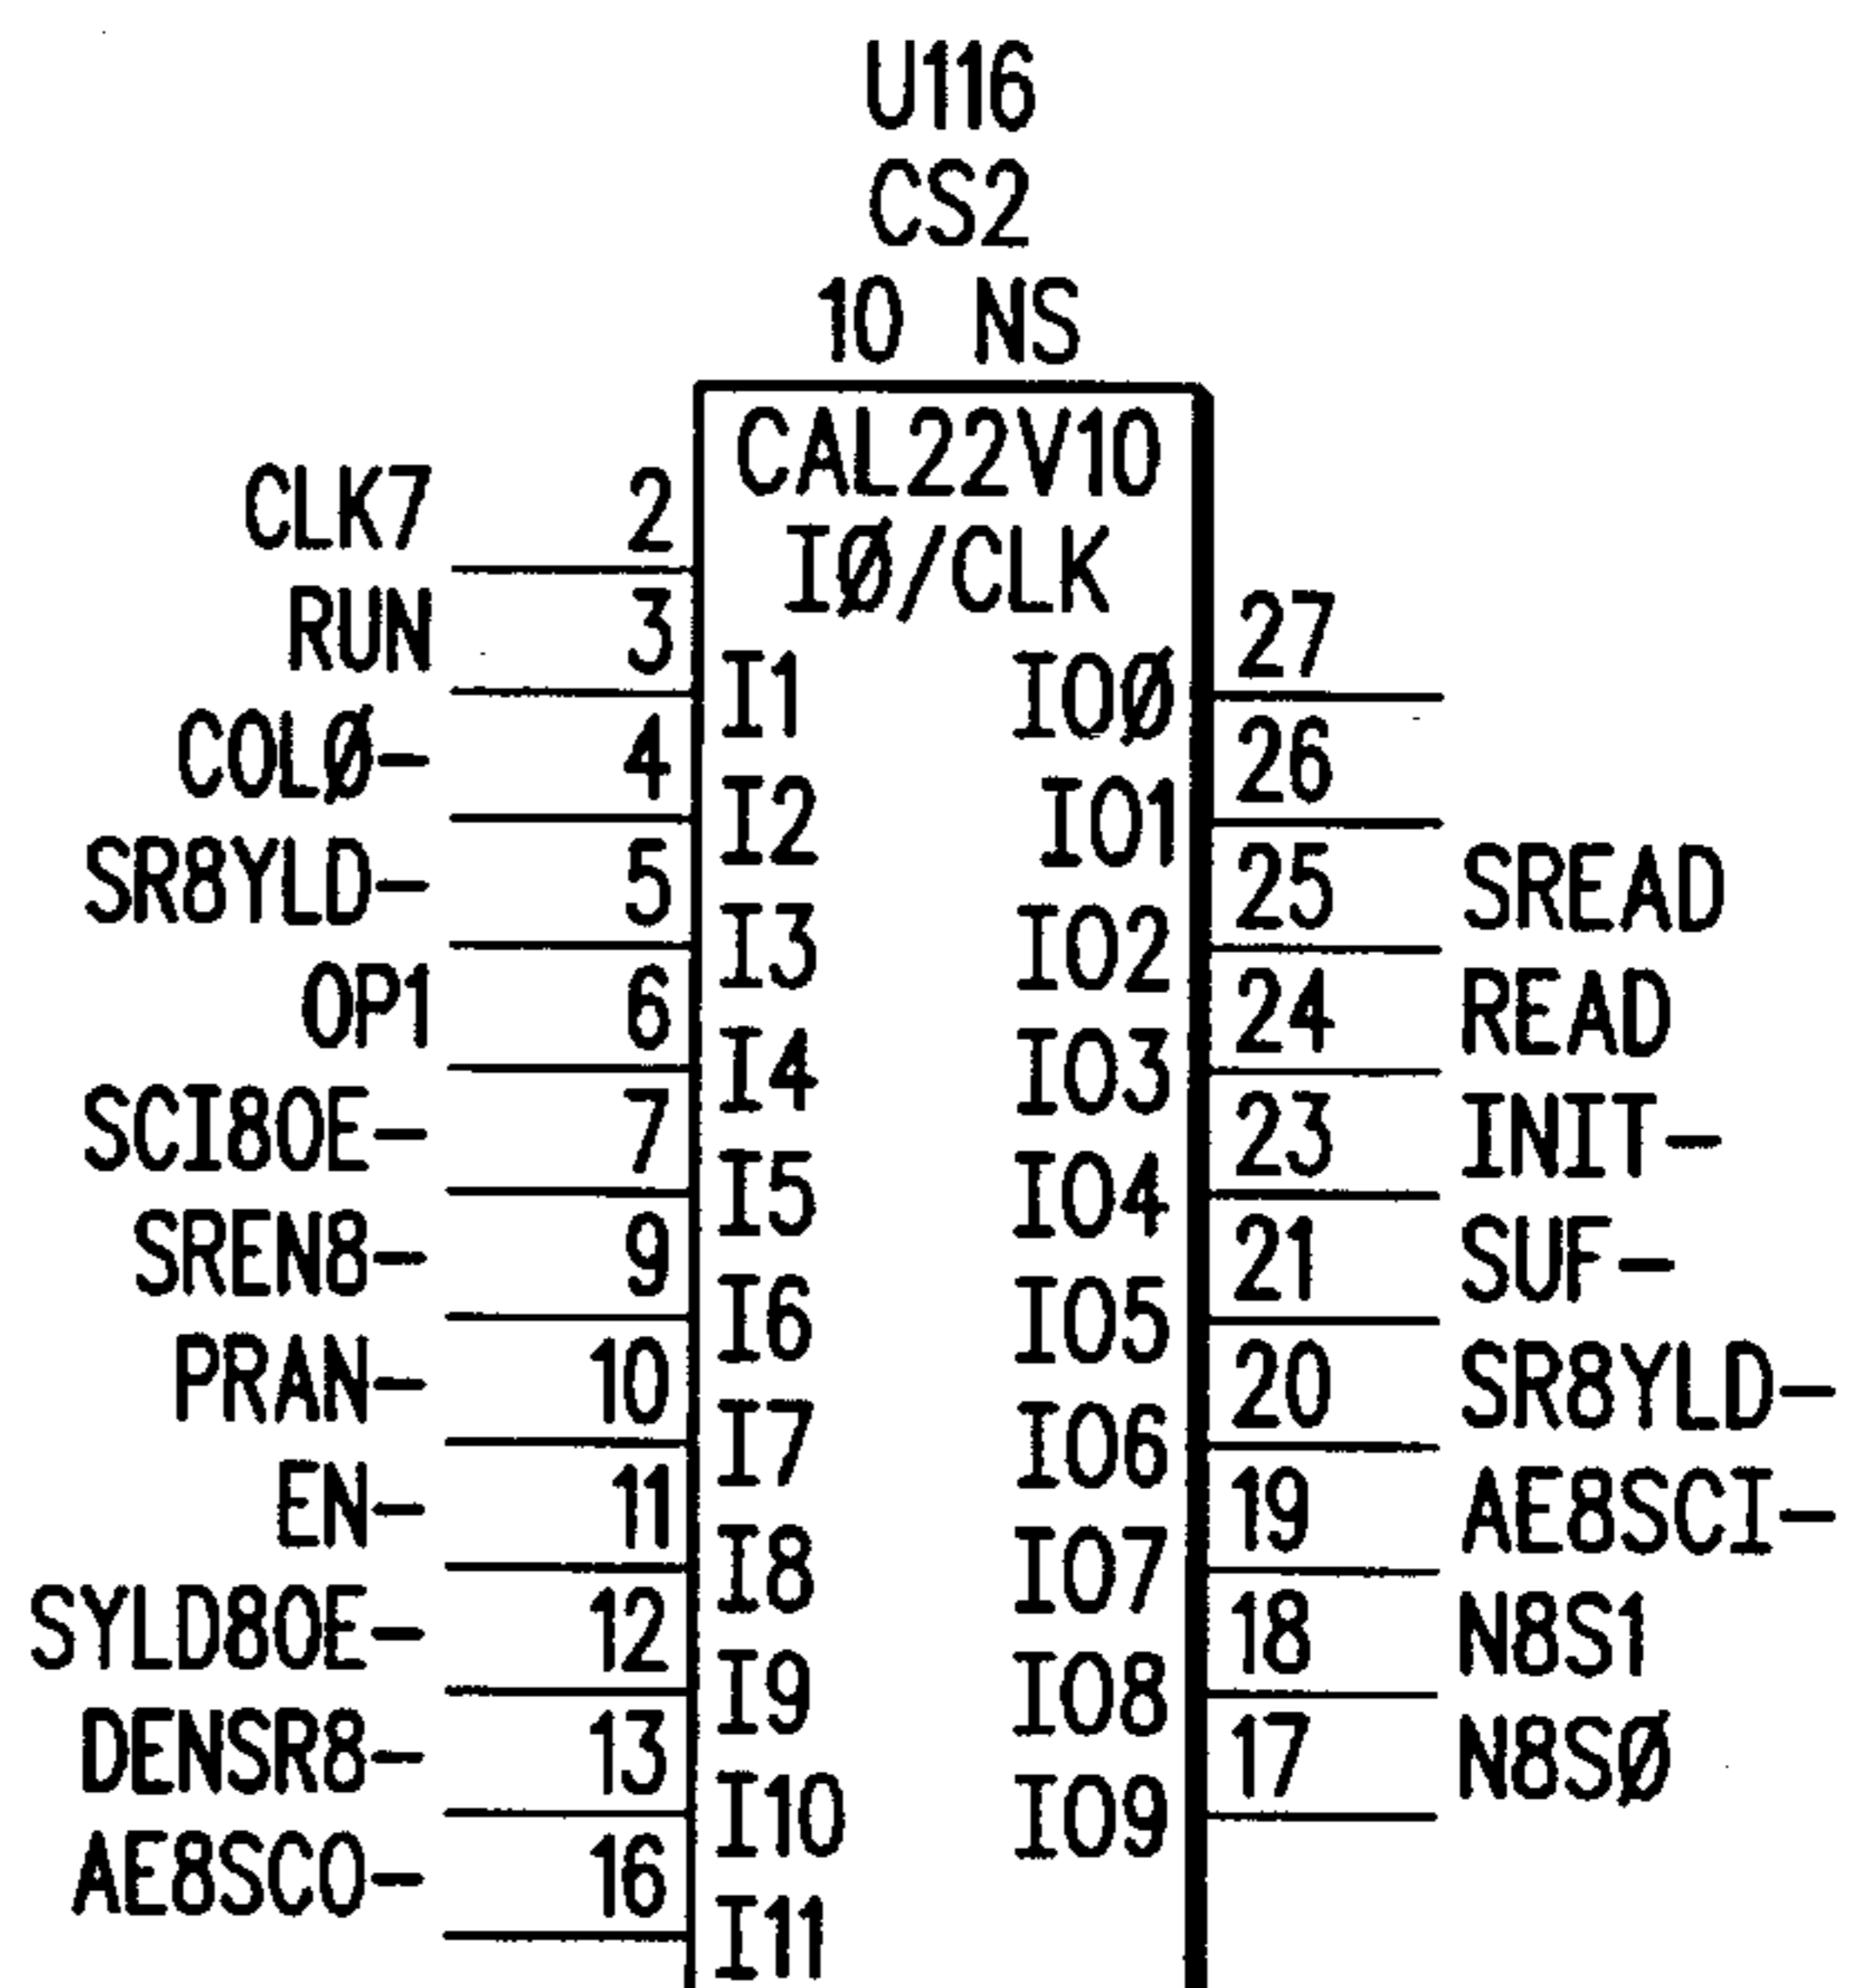 U116
CS2
10 NS
CAL22V10
CLK7 2 IØ/CLK
RUN 3 I1 IOØ 27
COLØ- 4 I2 IO1 26
SR8YLD- 5 I3 IO2 25 SREAD
OP1 6 I4 IO3 24 READ
SCI8OE- 7 I5 IO4 23 INIT-
SREN8- 9 I6 IO5 21 SUF-
PRAN- 10 I7 IO6 20 SR8YLD-
EN- 11 I8 IO7 19 AE8SCI-
SYLD8OE- 12 I9 IO8 18 N8S1
DENSR8- 13 I10 IO9 17 N8SØ
AE8SCO- 16 I11